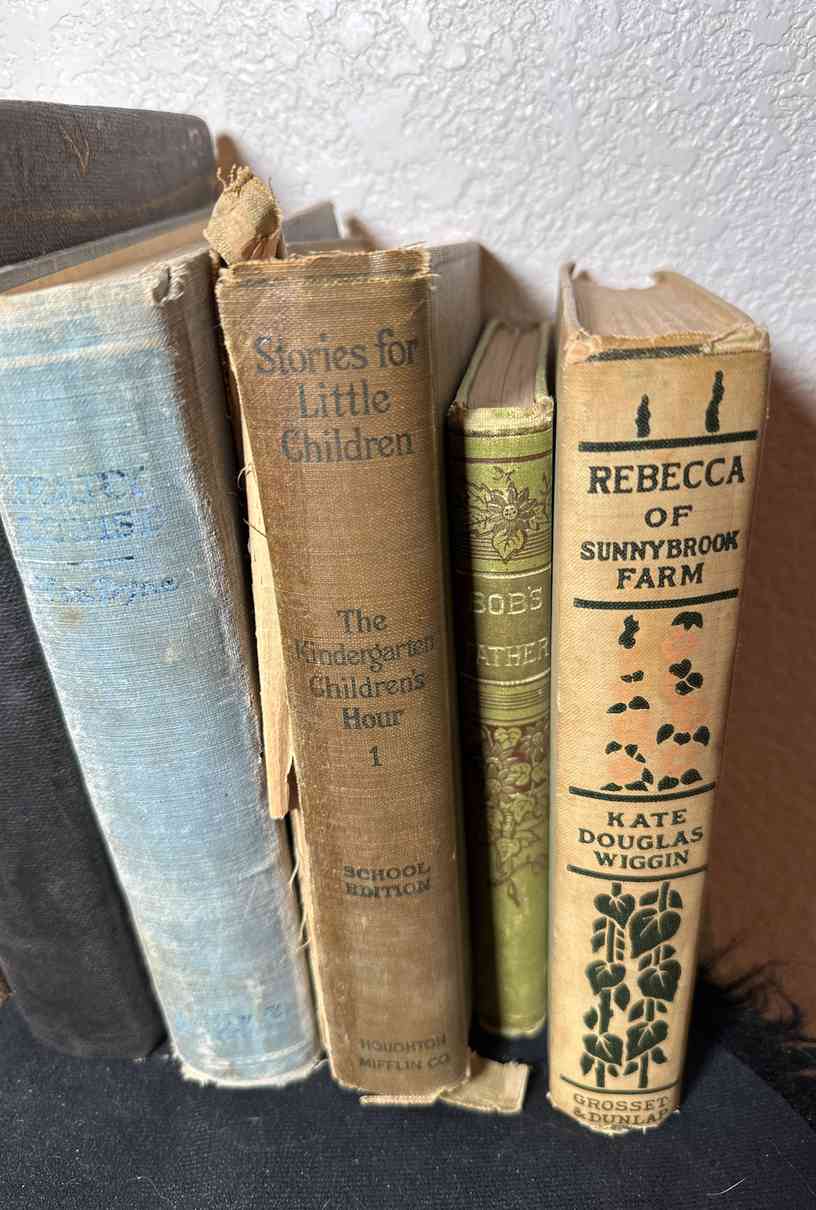 Stories for
Little
Children
The
Kindergarten
Children's
Hour
1
SCHOOL
EDITION
HOUGHTON
MIFFLIN CO.
BOB'S
FATHER
REBECCA
OF
SUNNYBROOK
FARM
KATE
DOUGLAS
WIGGIN
GROSSET
& DUNLAP